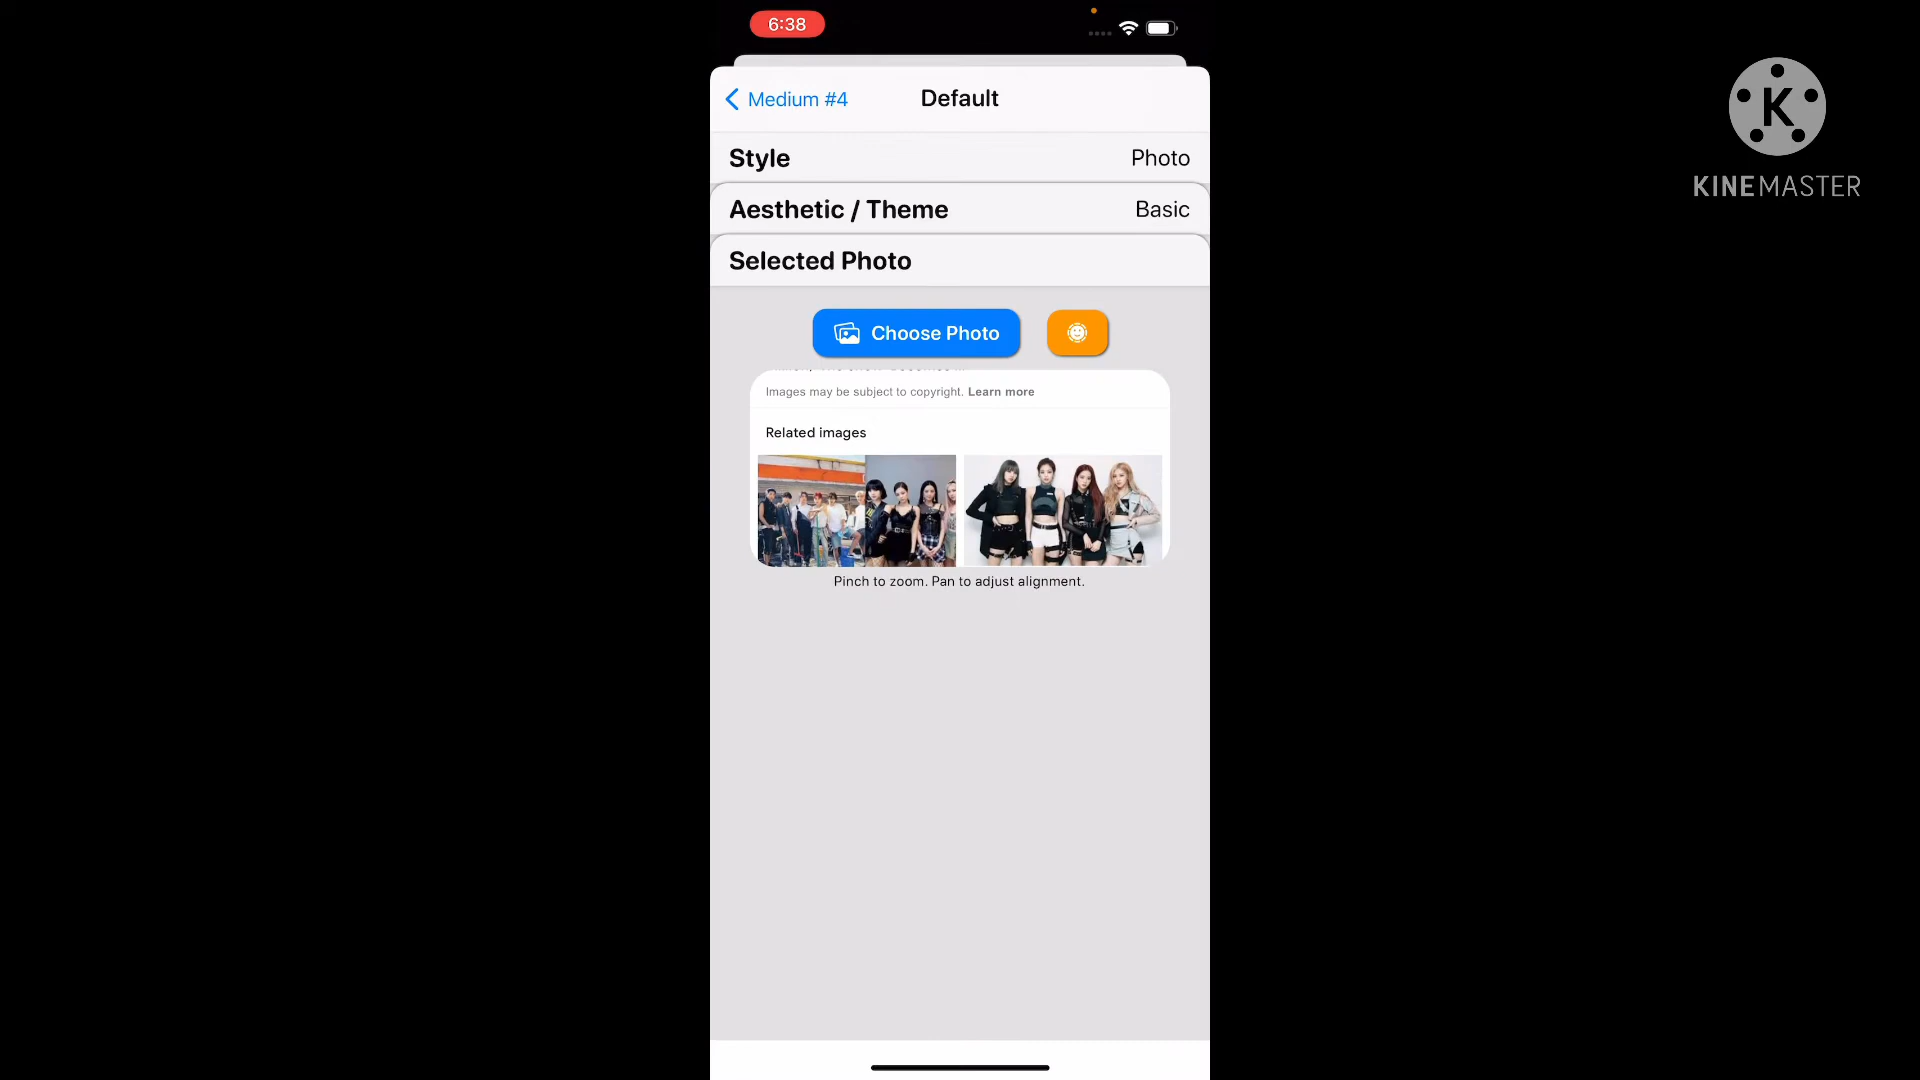 6:38
Medium #4
Default
Style
Photo
Aesthetic / Theme
Basic
Selected Photo
Choose Photo
Images may be subject to copyright. Learn more
Related images
Pinch to zoom. Pan to adjust alignment.
K
KINEMASTER